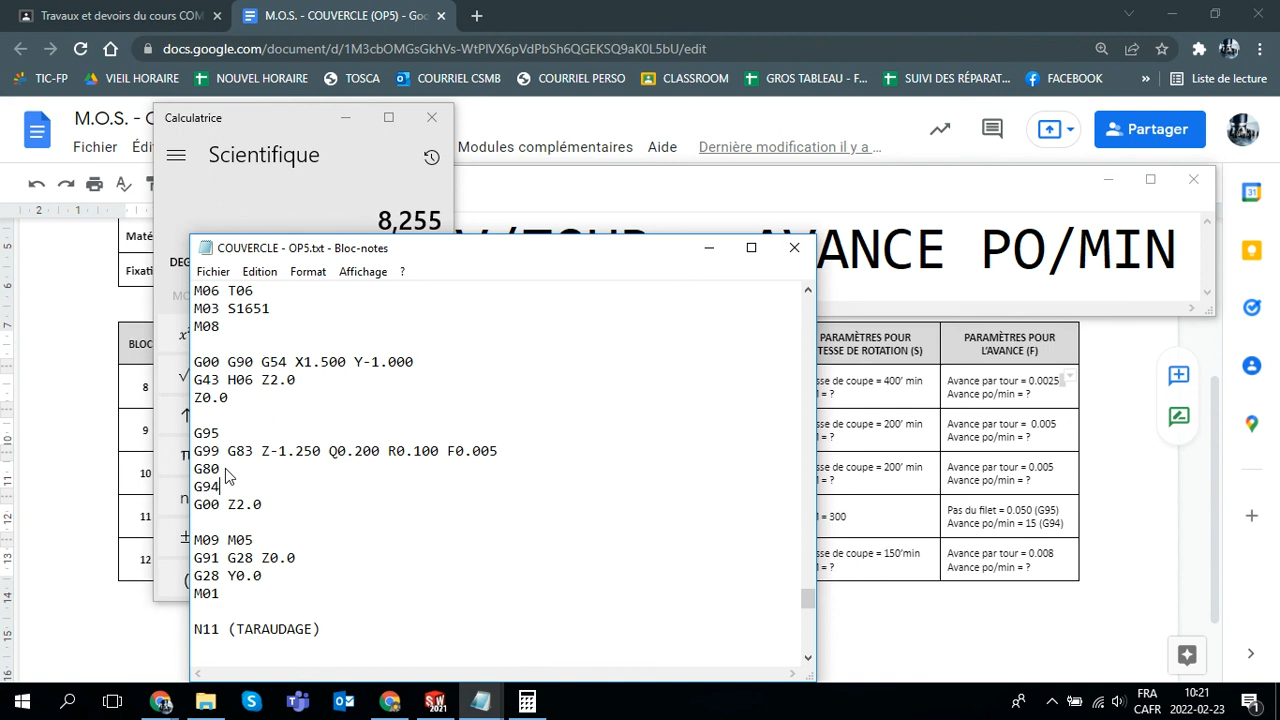 Travaux et devoirs du cours COM
M.O.S. - COUVERCLE (OP5) - Goo
docs.google.com/document/d/1M3cbOMGsGkhVs-WtPlVX6pVdPbSh6QGEKSQ9aK0L5bU/edit
TIC-FP
VIEIL HORAIRE
NOUVEL HORAIRE
TOSCA
COURRIEL CSMB
COURRIEL PERSO
CLASSROOM
GROS TABLEAU - F...
SUIVI DES RÉPARAT...
FACEBOOK
»
Liste de lecture
M.O.S. - C
Fichier
Modules complémentaires
Aide
Dernière modification il y a ...
Partager
Calculatrice
Scientifique
8,255
AVANCE PO/MIN
COUVERCLE - OP5.txt - Bloc-notes
Fichier Edition Format Affichage ?
M06 T06
M03 S1651
M08
G00 G90 G54 X1.500 Y-1.000
G43 H06 Z2.0
Z0.0
G95
G99 G83 Z-1.250 Q0.200 R0.100 F0.005
G80
G94
G00 Z2.0
M09 M05
G91 G28 Z0.0
G28 Y0.0
M01
N11 (TARAUDAGE)
Maté
Fixati
DEG
BLOC
8
9
10
11
12
PARAMÈTRES POUR
TESSE DE ROTATION (S)
PARAMÈTRES POUR
L'AVANCE (F)
sse de coupe = 400' min
Avance par tour = 0.0025
M = ?
Avance po/min = ?
sse de coupe = 200' min
Avance par tour = 0.005
M = ?
Avance po/min = ?
sse de coupe = 200' min
Avance par tour = 0.005
M = ?
Avance po/min = ?
= 300
Pas du filet = 0.050 (G95)
Avance po/min = 15 (G94)
sse de coupe = 150'min
Avance par tour = 0.008
M = ?
Avance po/min = ?
FRA
CAFR
10:21
2022-02-23